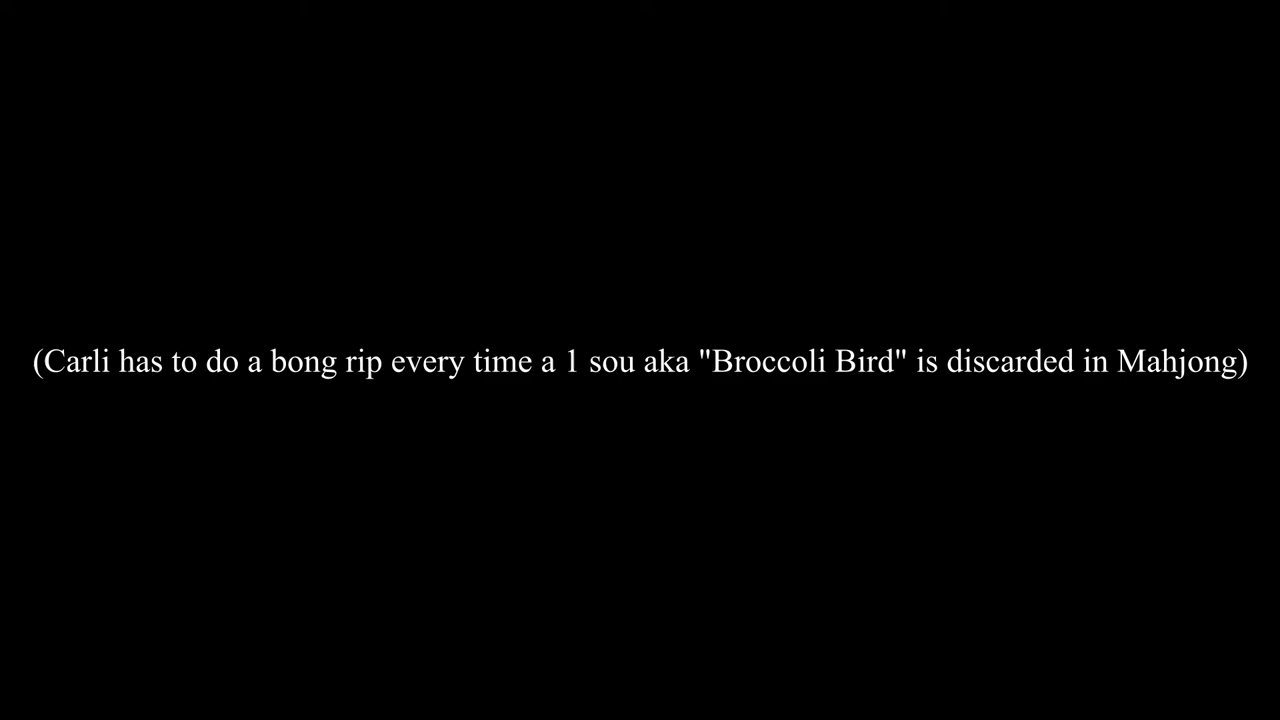 (Carli has to do a bong rip every time a 1 sou aka "Broccoli Bird" is discarded in Mahjong)